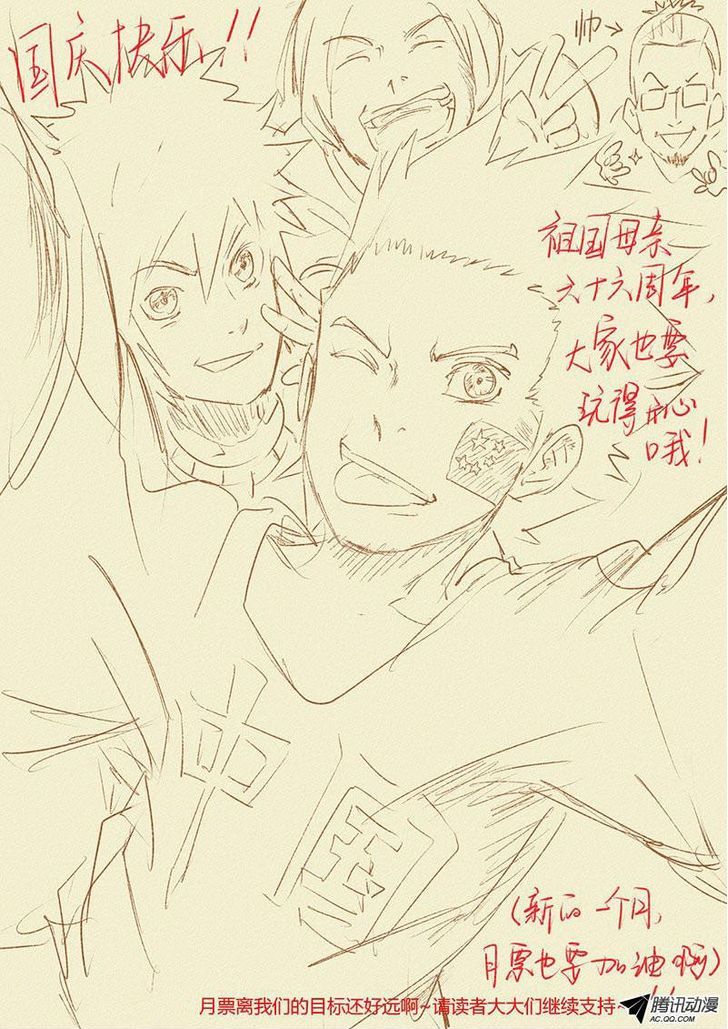 国庆快乐!!
帅→
祖国母亲
六十六周年,
大家也要
玩得开心
哦!
中国
(新的一个月,
月票也要加油啊)
月票离我们的目标还好远啊~请读者大大们继续支持~
腾讯动漫
AC.QQ.COM